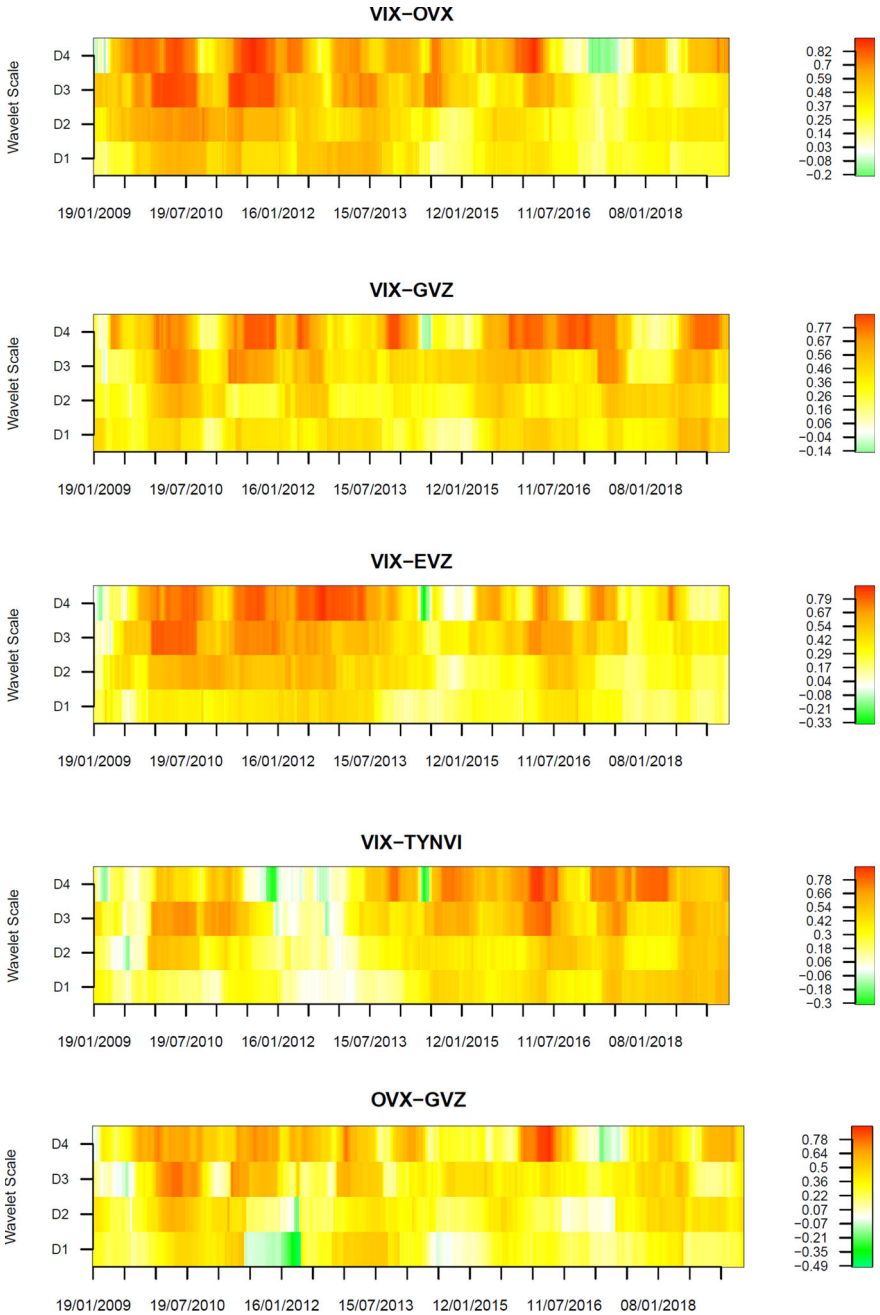 VIX−OVX
Wavelet Scale
D4
D3
D2
D1
19/01/2009 19/07/2010 16/01/2012 15/07/2013 12/01/2015 11/07/2016 08/01/2018
0.82
0.7
0.59
0.48
0.37
0.25
0.14
0.03
−0.08
−0.2
VIX−GVZ
Wavelet Scale
D4
D3
D2
D1
19/01/2009 19/07/2010 16/01/2012 15/07/2013 12/01/2015 11/07/2016 08/01/2018
0.77
0.67
0.56
0.46
0.36
0.26
0.16
0.06
−0.04
−0.14
VIX−EVZ
Wavelet Scale
D4
D3
D2
D1
19/01/2009 19/07/2010 16/01/2012 15/07/2013 12/01/2015 11/07/2016 08/01/2018
0.79
0.67
0.54
0.42
0.29
0.17
0.04
−0.08
−0.21
−0.33
VIX−TYNVI
Wavelet Scale
D4
D3
D2
D1
19/01/2009 19/07/2010 16/01/2012 15/07/2013 12/01/2015 11/07/2016 08/01/2018
0.78
0.66
0.54
0.42
0.3
0.18
0.06
−0.06
−0.18
−0.3
OVX−GVZ
Wavelet Scale
D4
D3
D2
D1
19/01/2009 19/07/2010 16/01/2012 15/07/2013 12/01/2015 11/07/2016 08/01/2018
0.78
0.64
0.5
0.36
0.22
0.07
−0.07
−0.21
−0.35
−0.49